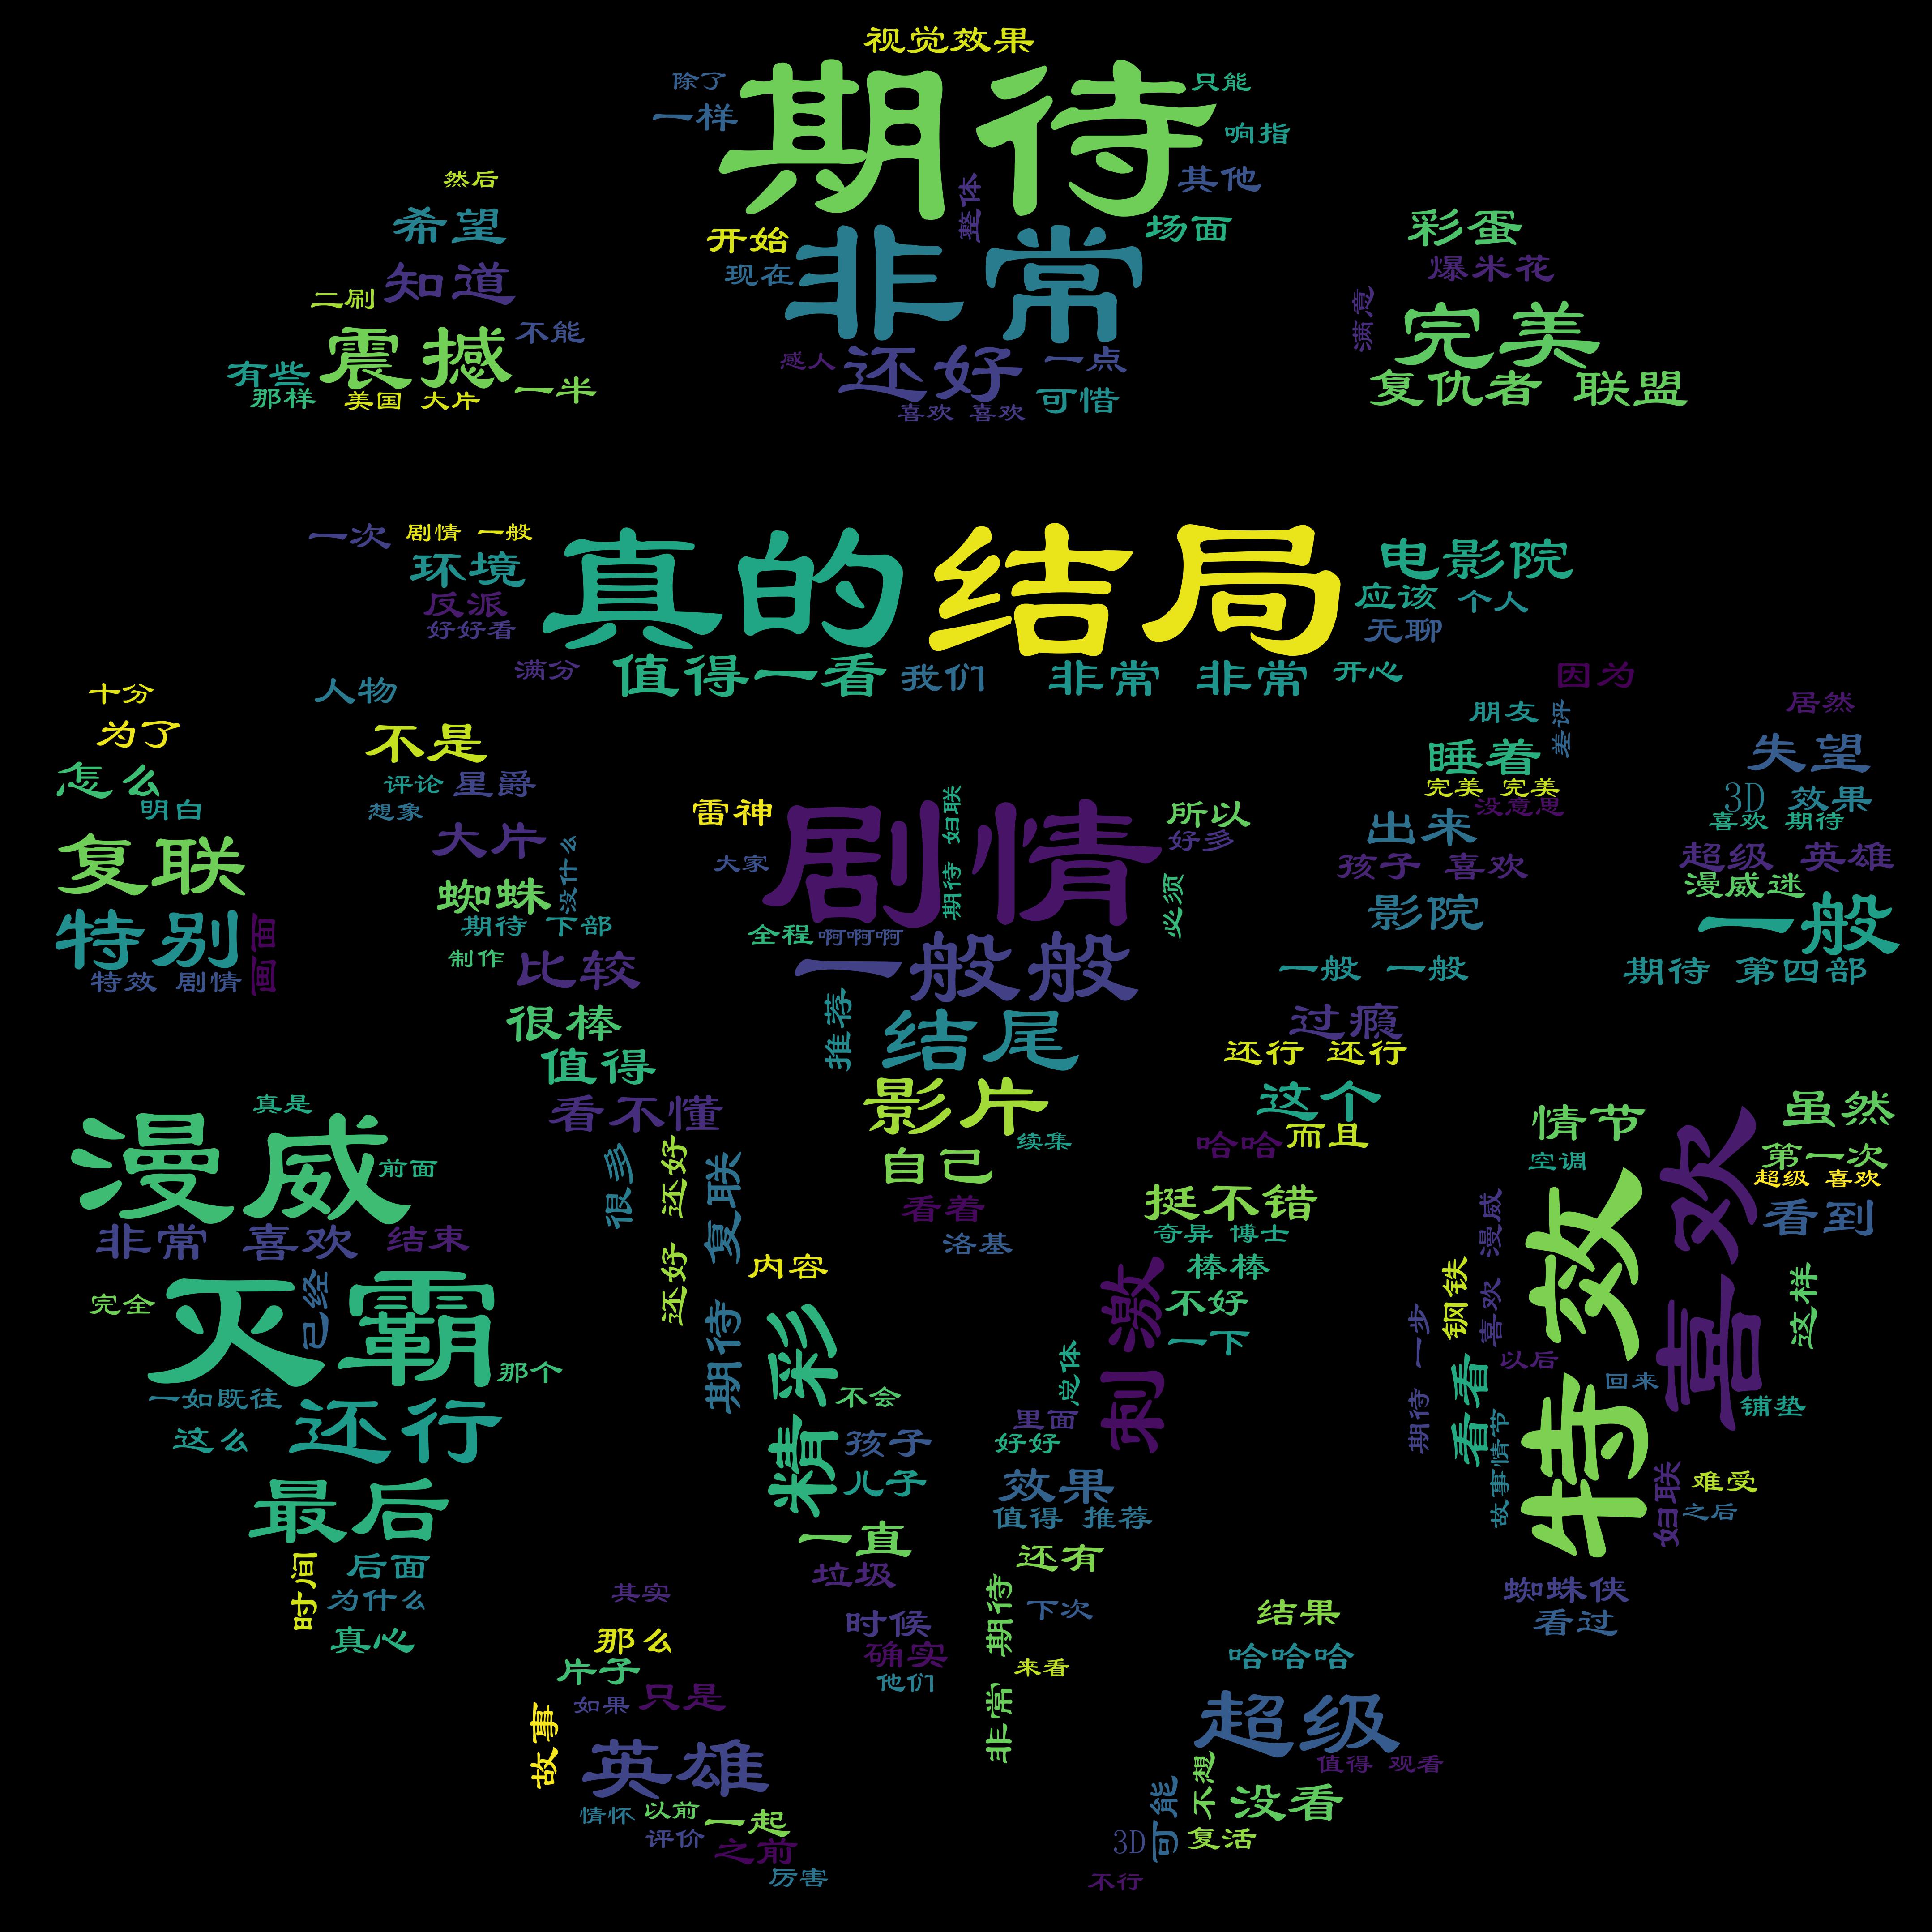 视觉效果
除了
一样
期待
只能
响指
其他
整体
场面
开始
现在
非常
感人
还好
一点
喜欢 喜欢
可惜
然后
希望
知道
二刷
震撼
不能
有些
那样
美国 大片
一半
彩蛋
爆米花
满意
完美
复仇者 联盟
一次
剧情 一般
环境
反派
好好看
真的
结局
电影院
应该
个人
无聊
满分
值得一看
我们
非常 非常
开心
因为
十分
为了
怎么
明白
复联
特别
画面
特效 剧情
人物
不是
评论
星爵
想象
大片
没什么
蜘蛛
期待 下部
制作
比较
很棒
值得
看不懂
雷神
大家
剧情
期待 妇联
所以
好多
必须
全程
啊啊啊
一般般
推荐
结尾
影片
续集
自己
看着
洛基
朋友
差评
睡着
完美 完美
没意思
出来
孩子 喜欢
影院
一般 一般
过瘾
还行 还行
这个
哈哈
而且
挺不错
奇异 博士
棒棒
不好
一下
居然
失望
3D 效果
喜欢 期待
超级 英雄
漫威迷
一般
期待 第四部
真是
漫威
前面
非常 喜欢
结束
完全
灭霸
已经
那个
一如既往
这么
还行
最后
时间
后面
为什么
真心
很多
还好 还好
期待 复联
内容
精彩
不会
孩子
儿子
一直
垃圾
时候
确实
他们
刺激
总体
里面
好好
效果
值得 推荐
还有
非常 期待
下次
来看
情节
空调
虽然
第一次
超级 喜欢
看到
喜欢
特效
这样
喜欢 漫威
钢铁
期待 一步
以后
看看
故事情节
回来
铺垫
妇联
难受
之后
蜘蛛侠
看过
其实
那么
片子
如果
只是
故事
英雄
情怀
以前
一起
评价
之前
厉害
结果
哈哈哈
超级
值得 观看
不想
没看
可能
3D
复活
不行